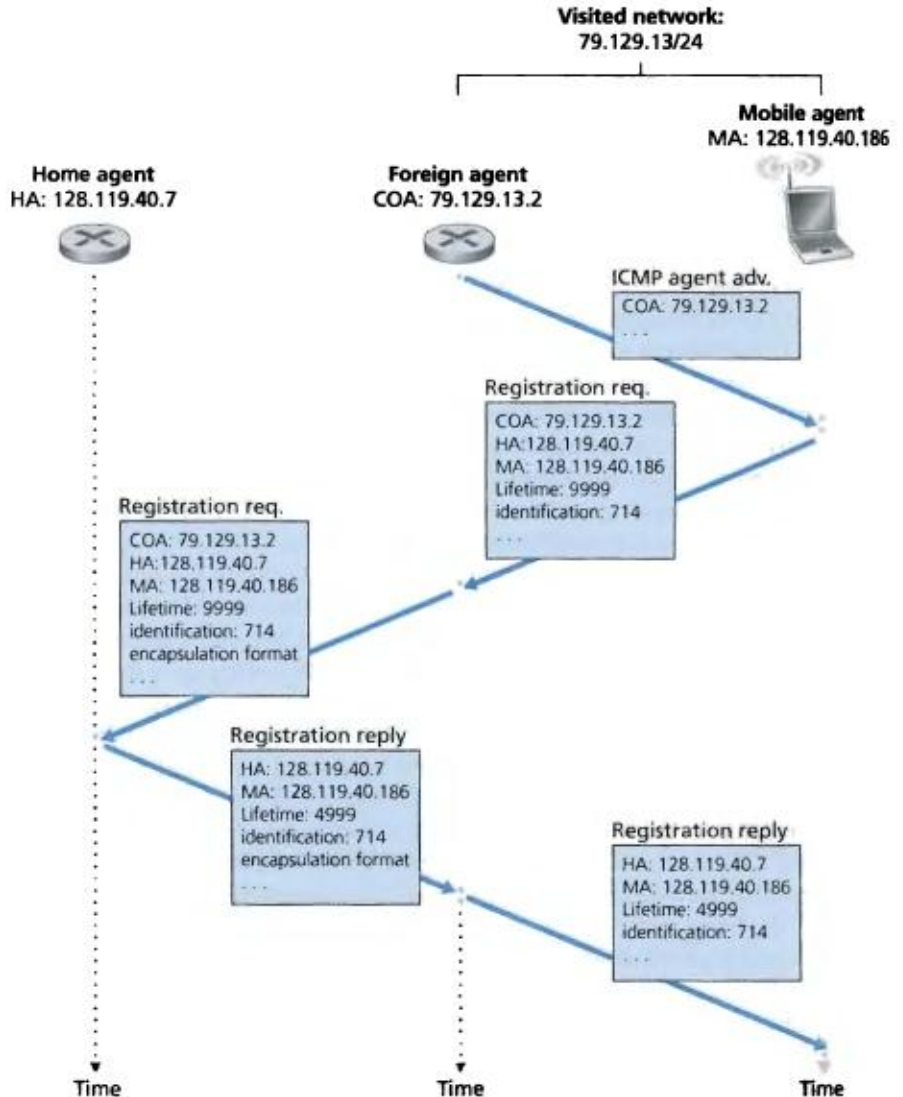 Visited network:
79.129.13/24
Mobile agent
MA: 128.119.40.186
Home agent
HA: 128.119.40.7
Foreign agent
COA: 79.129.13.2
ICMP agent adv.
COA: 79.129.13.2
. . .
Registration req.
COA: 79.129.13.2
HA:128.119.40.7
MA: 128.119.40.186
Lifetime: 9999
identification: 714
. . .
Registration req.
COA: 79.129.13.2
HA:128.119.40.7
MA: 128.119.40.186
Lifetime: 9999
identification: 714
encapsulation format
. . .
Registration reply
HA: 128.119.40.7
MA: 128.119.40.186
Lifetime: 4999
identification: 714
encapsulation format
. . .
Registration reply
HA: 128.119.40.7
MA: 128.119.40.186
Lifetime: 4999
identification: 714
. . .
Time
Time
Time